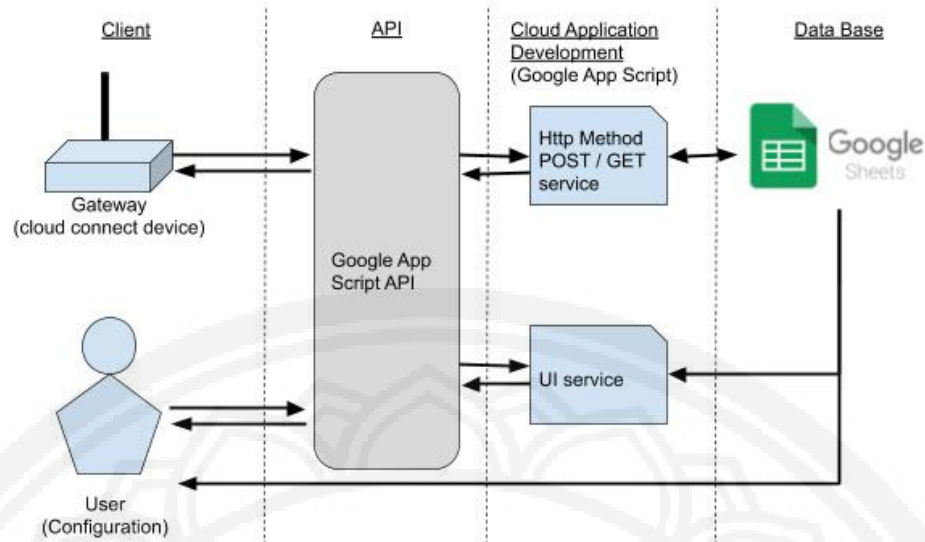 Client
API
Cloud Application
Development
(Google App Script)
Data Base
Http Method
POST / GET
service
Google
Sheets
Gateway
(cloud connect device)
Google App
Script API
UI service
User
(Configuration)